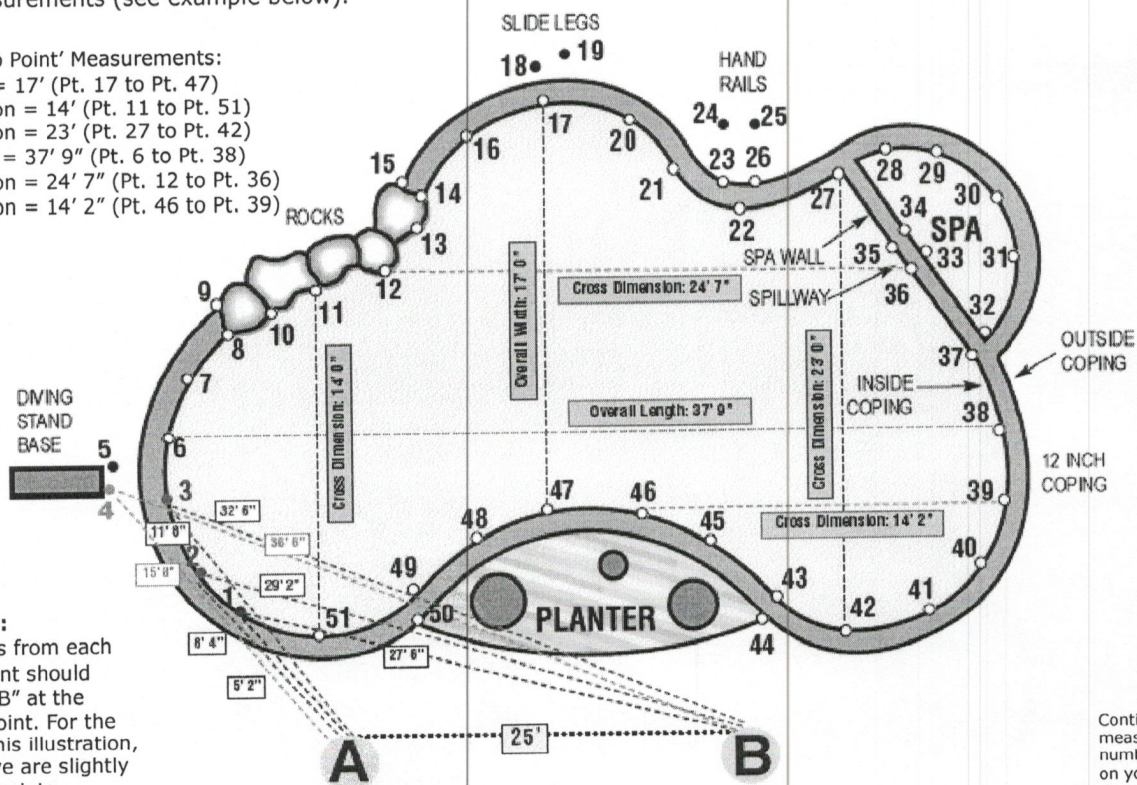 surements (see example below).
o Point' Measurements:
= 17' (Pt. 17 to Pt. 47)
on = 14' (Pt. 11 to Pt. 51)
on = 23' (Pt. 27 to Pt. 42)
= 37' 9" (Pt. 6 to Pt. 38)
on = 24' 7" (Pt. 12 to Pt. 36)
on = 14' 2" (Pt. 46 to Pt. 39)
SLIDE LEGS
18 19
HAND
RAILS
24 25
17
16
20
15
14
13
21
23 26
22
27
28
29
30
34
SPA
33
31
35
36
32
37
38
39
40
ROCKS
12
11
10
9
8
7
6
SPA WALL
SPILLWAY
OUTSIDE
COPING
INSIDE
COPING
12 INCH
COPING
Cross Dimension: 24' 7"
Overall Width: 17' 0"
Cross Dimension: 14' 0"
Cross Dimension: 23' 0"
Overall Length: 37' 9"
Cross Dimension: 14' 2"
DIVING
STAND
BASE
5
4
3
2
1
32' 6"
11' 8"
36' 6"
15' 8"
29' 2"
8' 4"
27' 6"
5' 2"
47
46
48
45
49
43
50
51
44
42
41
PLANTER
25'
A
B
:
s from each
nt should
B" at the
oint. For the
his illustration,
ve are slightly
Conti
meas
numb
on yo